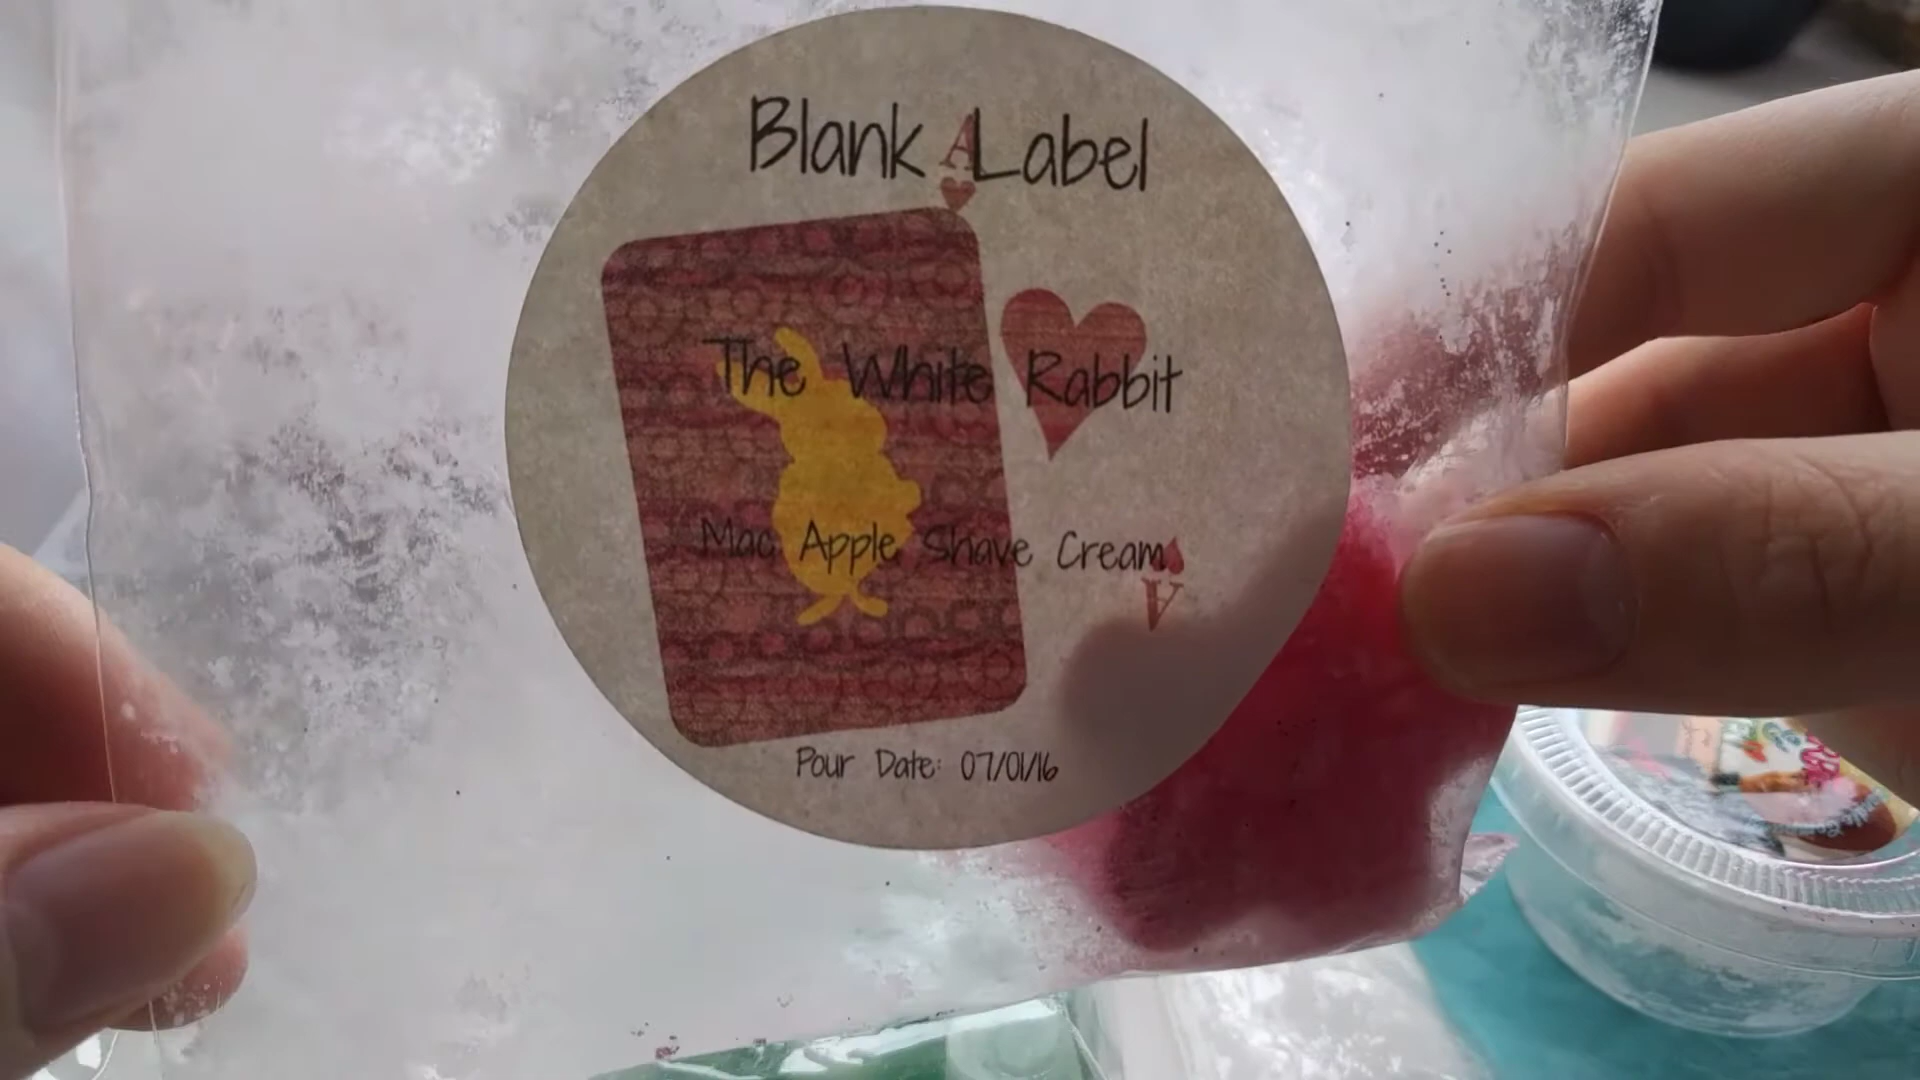 Blank Label
A
The White Rabbit
Mac Apple Shave Cream
A
Pour Date: 07/01/16